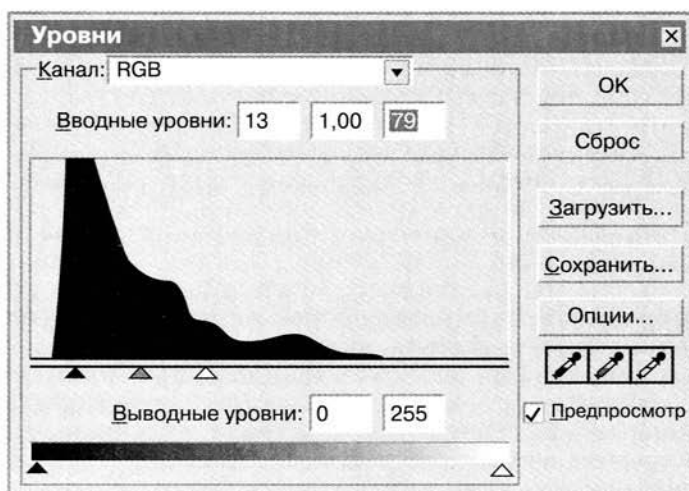 Уровни
Канал: RGB
Вводные уровни: 13 1,00 79
OK
Сброс
Загрузить...
Сохранить...
Опции...
Предпросмотр
Выводные уровни: 0 255